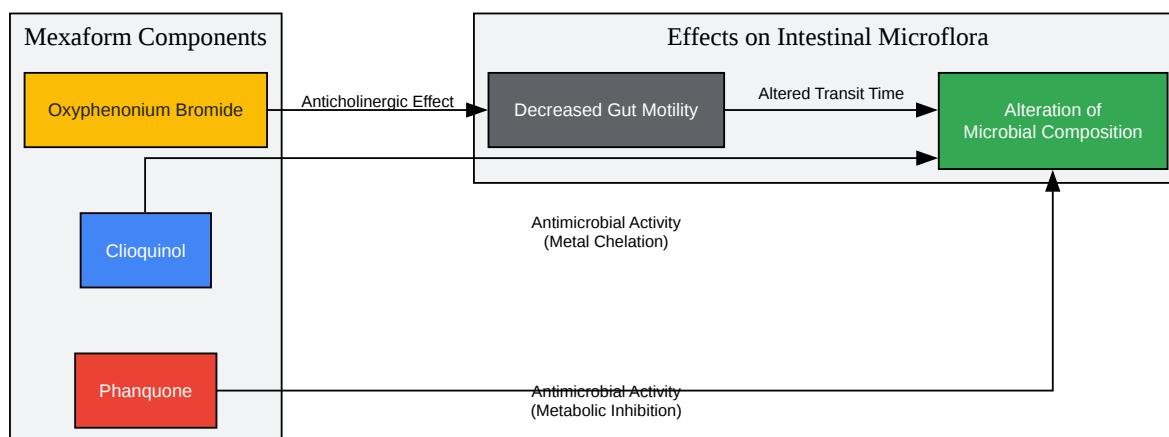 Mexaform Components
Effects on Intestinal Microflora
Oxyphenonium Bromide
Anticholinergic Effect
Decreased Gut Motility
Altered Transit Time
Alteration of
Microbial Composition
Clioquinol
Antimicrobial Activity
(Metal Chelation)
Phanquone
Antimicrobial Activity
(Metabolic Inhibition)